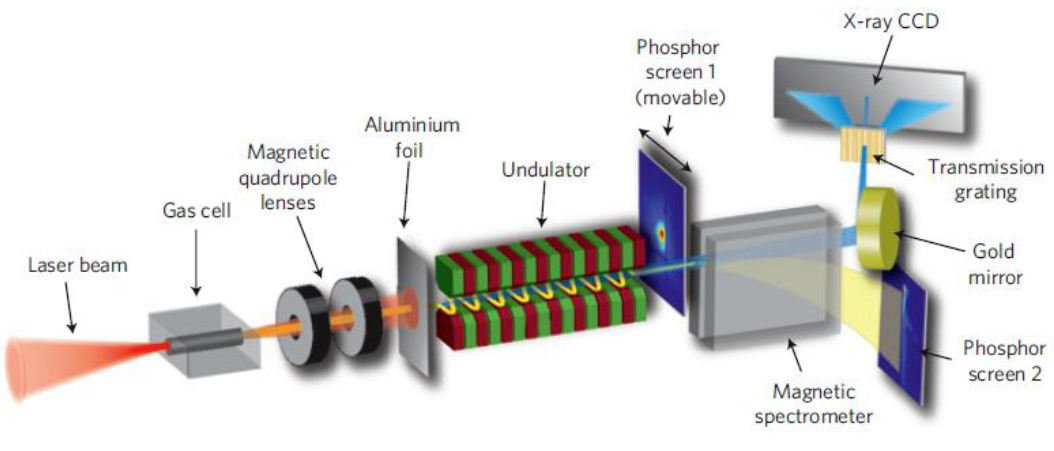 X-ray CCD
Phosphor
screen 1
(movable)
Aluminium
foil
Magnetic
quadrupole
lenses
Undulator
Transmission
grating
Gas cell
Gold
mirror
Laser beam
Phosphor
screen 2
Magnetic
spectrometer